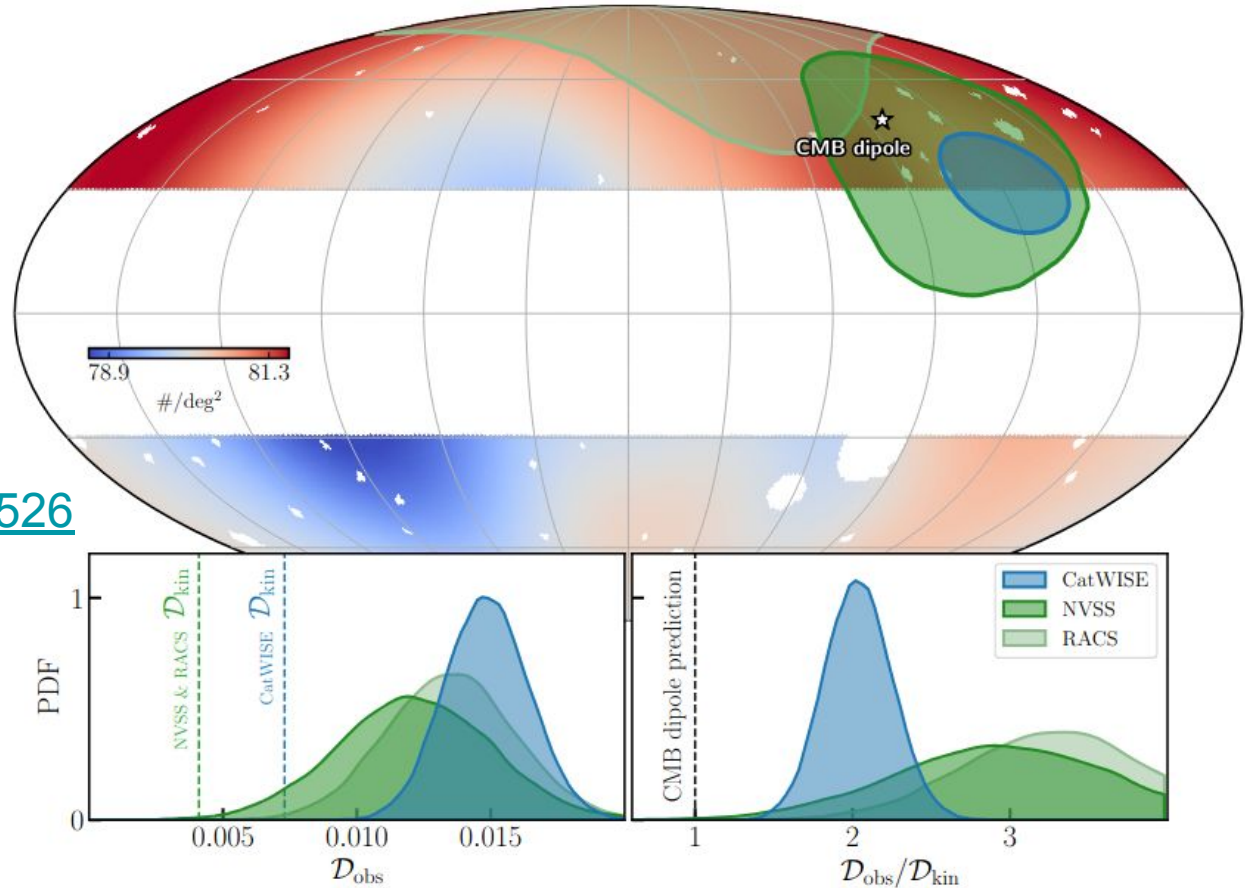 CMB dipole
78.9 81.3
#/deg²
526
NVSS & RACS 𝒟kin
CatWISE 𝒟kin
PDF
1
0
0.005 0.010 0.015
𝒟obs
CMB dipole prediction
CatWISE
NVSS
RACS
1 2 3
𝒟obs/𝒟kin